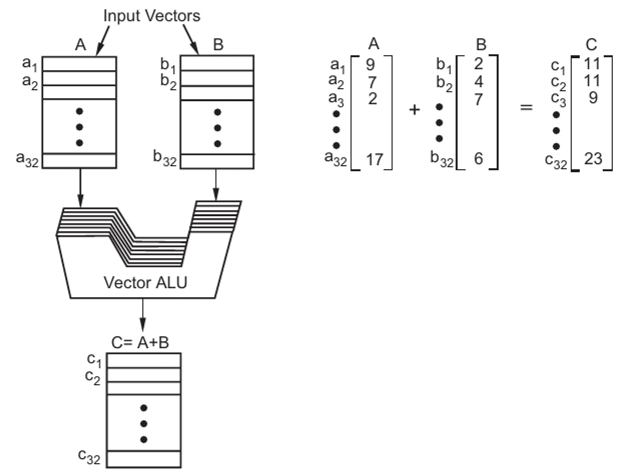 Input Vectors
A
B
a1
a2
a32
b1
b2
b32
Vector ALU
C= A+B
c1
c2
c32
A
B
C
a1 9
b1 2
c1 11
a2 7
b2 4
c2 11
a3 2
7
c3 9
+
=
a32 17
b32 6
c32 23